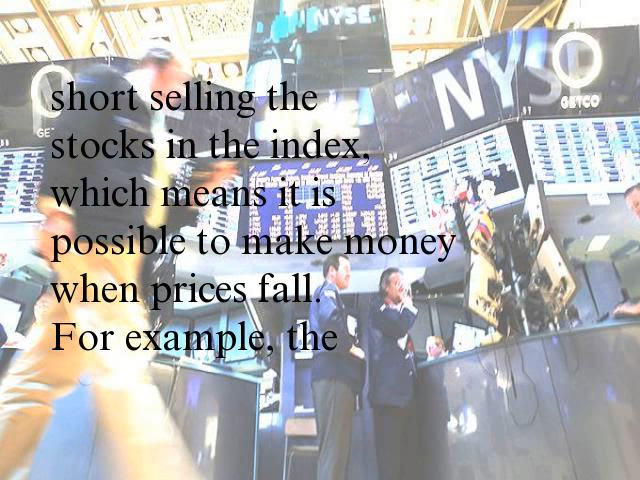 NYSE
NYSE
GETCO
short selling the
stocks in the index,
which means it is
possible to make money
when prices fall.
For example, the